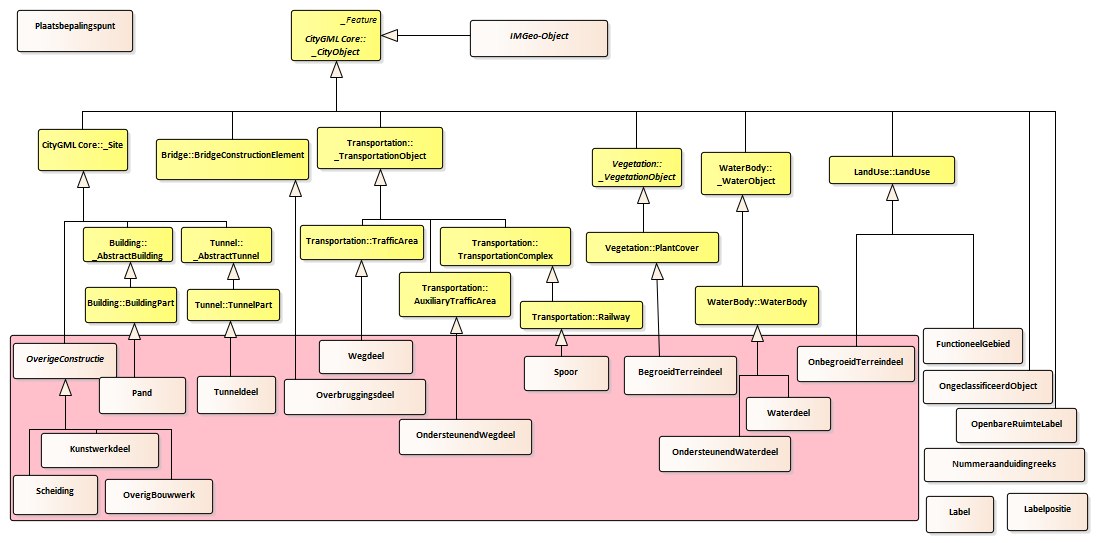 Plaatsbepalingspunt
_Feature
CityGML Core::
_CityObject
IMGeo-Object
CityGML Core::_Site
Bridge::BridgeConstructionElement
Transportation::
_TransportationObject
Vegetation::
_VegetationObject
WaterBody::
_WaterObject
LandUse::LandUse
Building::
_AbstractBuilding
Tunnel::
_AbstractTunnel
Transportation::TrafficArea
Transportation::
TransportationComplex
Vegetation::PlantCover
Transportation::
AuxiliaryTrafficArea
Building::BuildingPart
Tunnel::TunnelPart
Transportation::Railway
WaterBody::WaterBody
OverigeConstructie
Wegdeel
OnbegroeidTerreindeel
FunctioneelGebied
Pand
Tunneldeel
Overbruggingsdeel
Spoor
BegroeidTerreindeel
OngeclassificeerdObject
Waterdeel
OpenbareRuimteLabel
OndersteunendWegdeel
Kunstwerkdeel
OndersteunendWaterdeel
Nummeraanduidingreeks
Scheiding
OverigBouwwerk
Label
Labelpositie